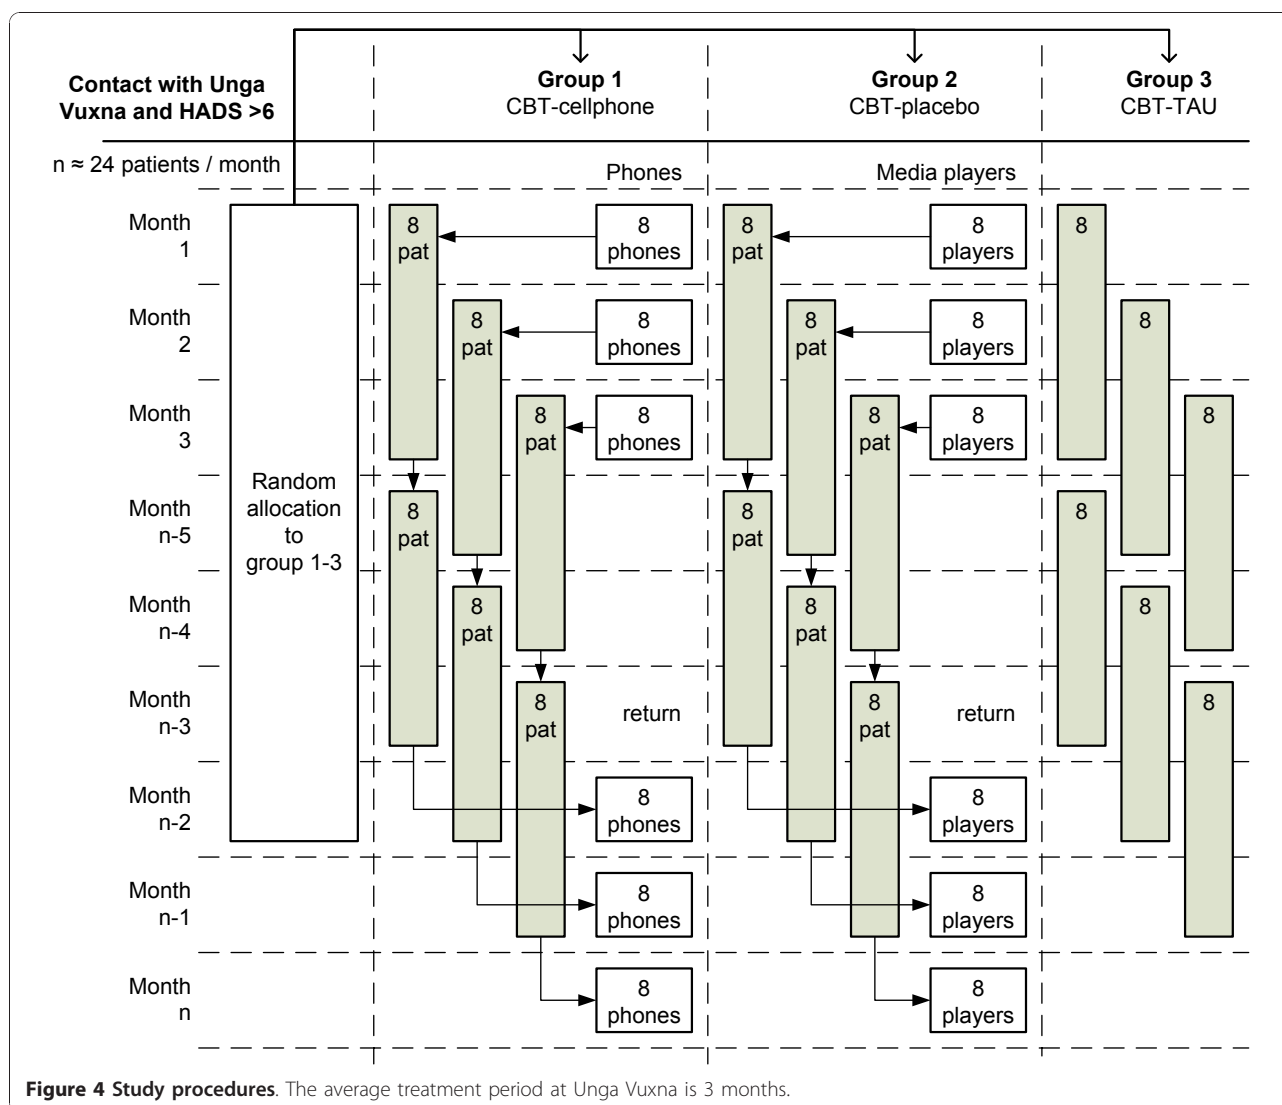 Contact with Unga
Vuxna and HADS >6
Group 1
CBT-cellphone
Group 2
CBT-placebo
Group 3
CBT-TAU
n ≈ 24 patients / month
Phones
Media players
Month
1
8
pat
8
phones
8
pat
8
players
8
Month
2
8
pat
8
phones
8
pat
8
players
8
Month
3
8
pat
8
phones
8
pat
8
players
8
Random
allocation
to
group 1-3
Month
n-5
8
pat
8
pat
8
Month
n-4
8
pat
8
pat
8
Month
n-3
8
pat
return
8
pat
return
8
Month
n-2
8
phones
8
players
Month
n-1
8
phones
8
players
Month
n
8
phones
8
players
Figure 4 Study procedures. The average treatment period at Unga Vuxna is 3 months.